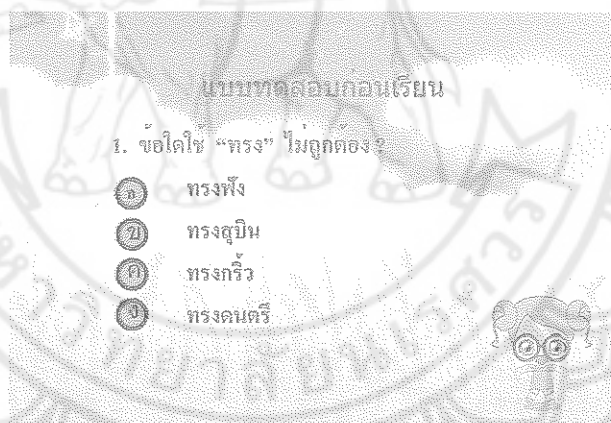 แบบทดสอบก่อนเรียน
1. ข้อใดใช้ “ทรง” ไม่ถูกต้อง ?
ก ทรงฟัง
ข ทรงสุบิน
ค ทรงกริ้ว
ง ทรงดนตรี